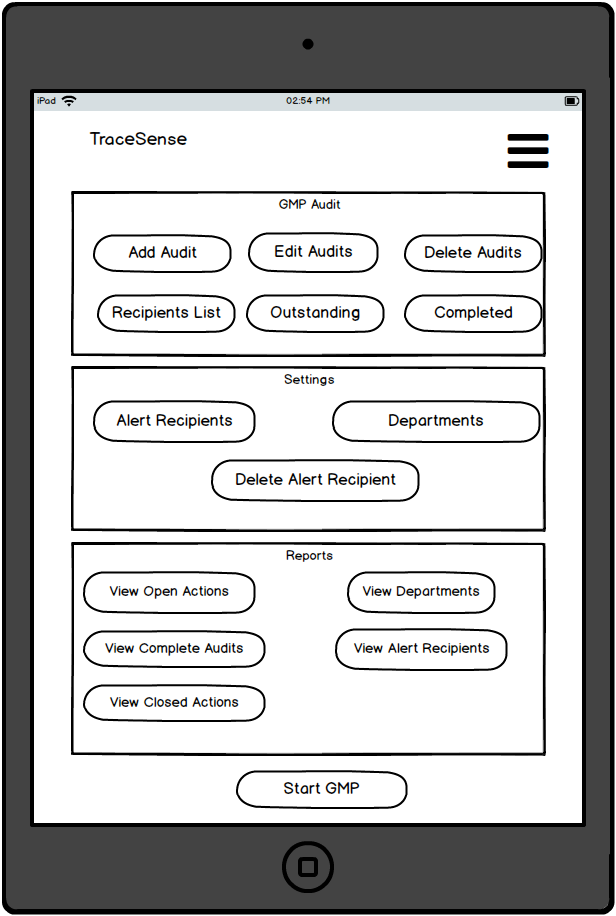 iPad 02:54 PM
TraceSense
GMP Audit
Add Audit Edit Audits Delete Audits
Recipients List Outstanding Completed
Settings
Alert Recipients Departments
Delete Alert Recipient
Reports
View Open Actions View Departments
View Complete Audits View Alert Recipients
View Closed Actions
Start GMP